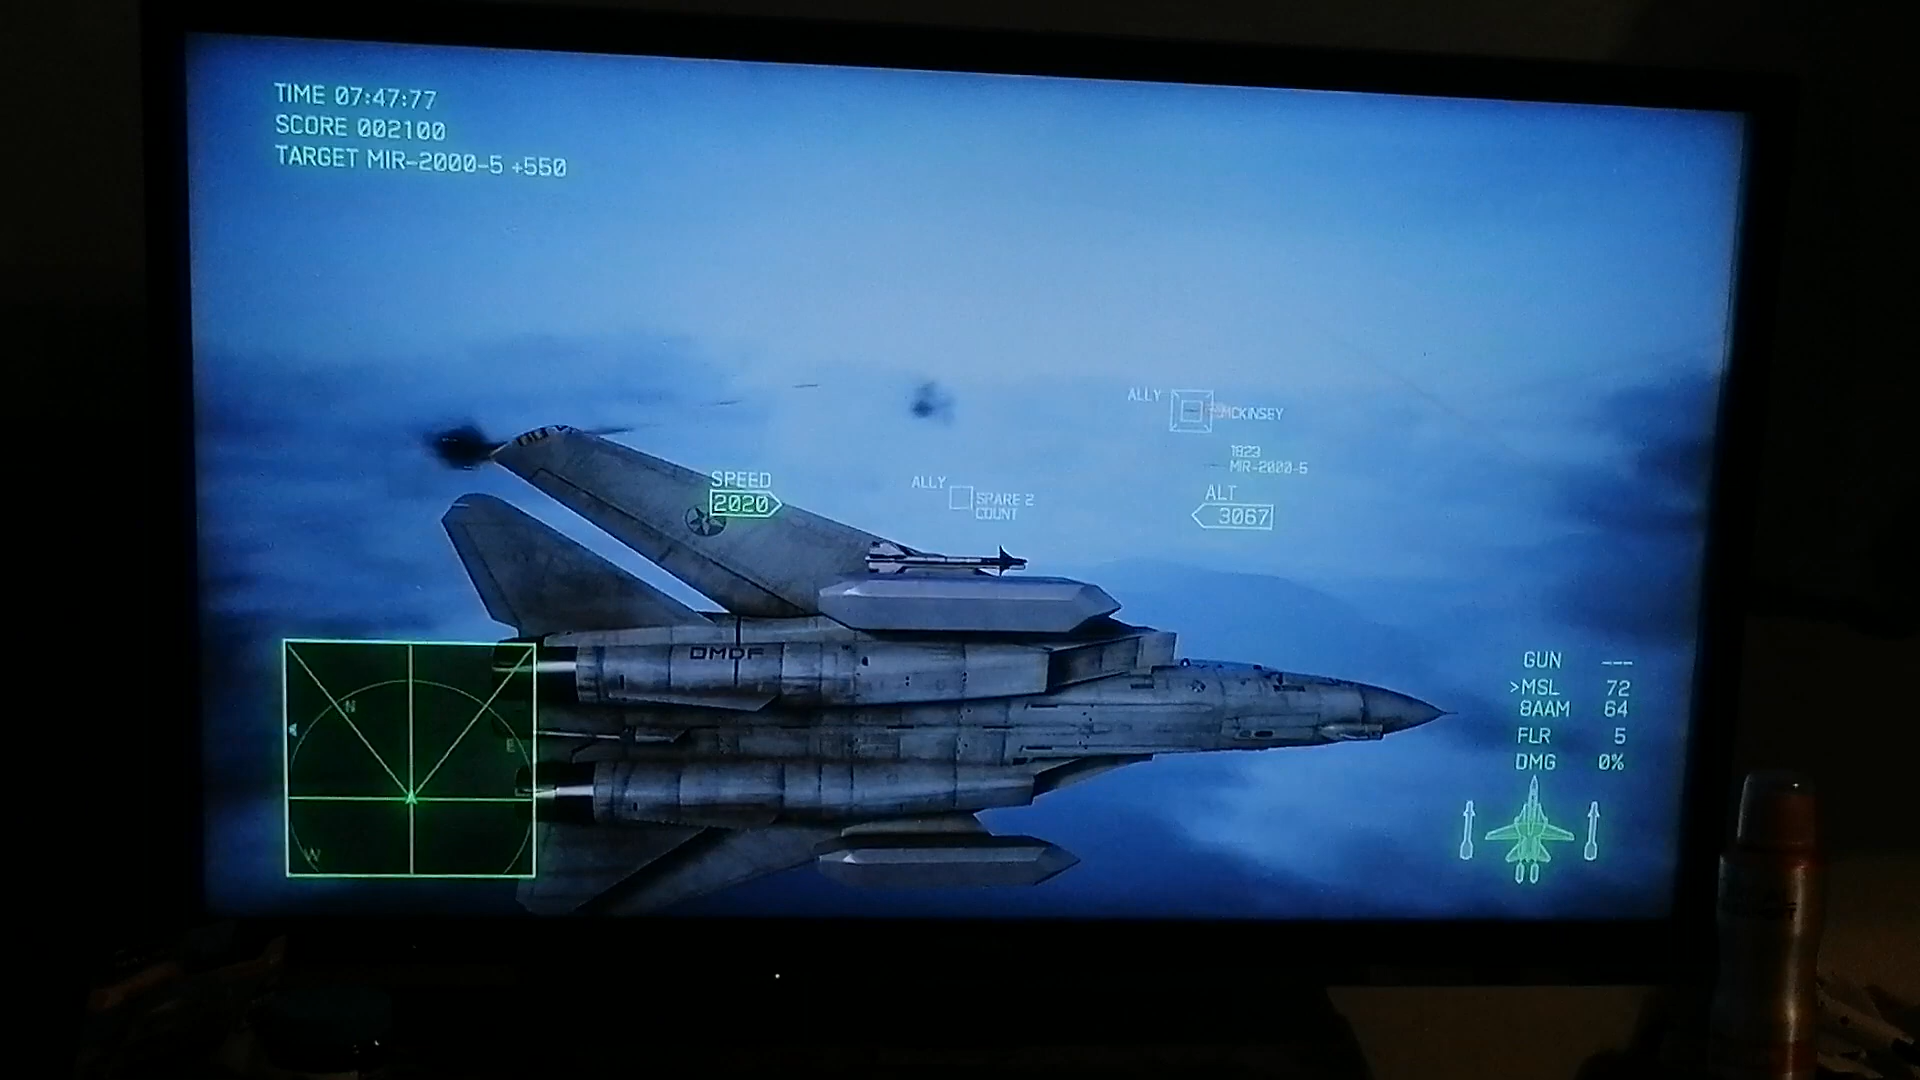 TIME 07:47:77
SCORE 002100
TARGET MIR-2000-5 +550
ALLY
MCKINSEY
1823
MIR-2000-5
SPEED
2020
ALLY
SPARE 2
COUNT
ALT
3067
DMDF
N
E
W
GUN ---
>MSL 72
8AAM 64
FLR 5
DMG 0%